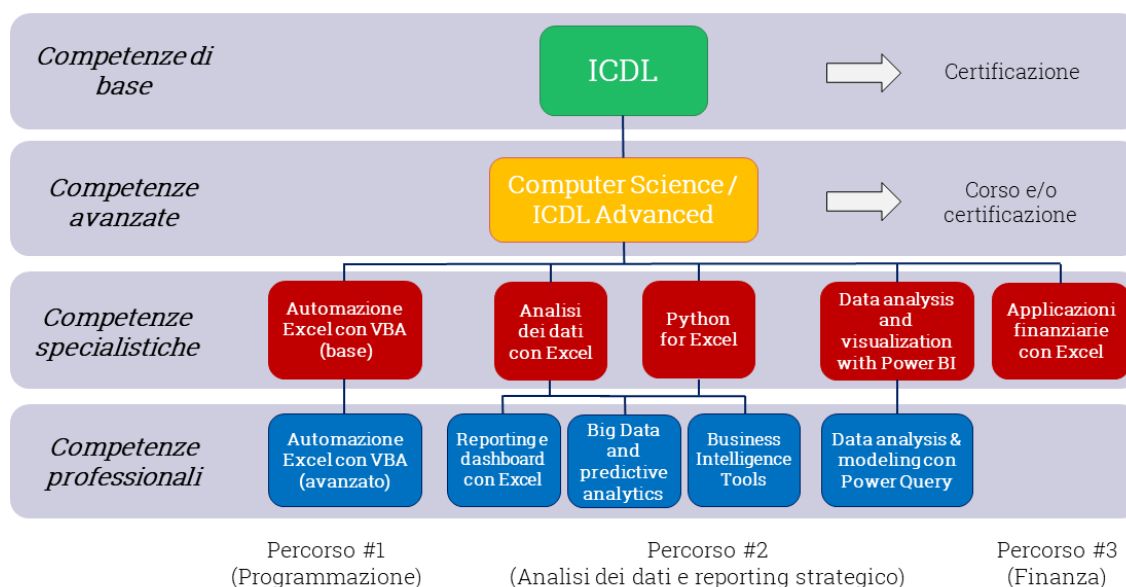 Competenze di
base
ICDL
Certificazione
Competenze
avanzate
Computer Science /
ICDL Advanced
Corso e/o
certificazione
Competenze
specialistiche
Automazione
Excel con VBA
(base)
Analisi
dei dati
con Excel
Python
for Excel
Data analysis
and
visualization
with Power BI
Applicazioni
finanziarie
con Excel
Competenze
professionali
Automazione
Excel con VBA
(avanzato)
Reporting e
dashboard
con Excel
Big Data
and
predictive
analytics
Business
Intelligence
Tools
Data analysis &
modeling con
Power Query
Percorso #1
(Programmazione)
Percorso #2
(Analisi dei dati e reporting strategico)
Percorso #3
(Finanza)